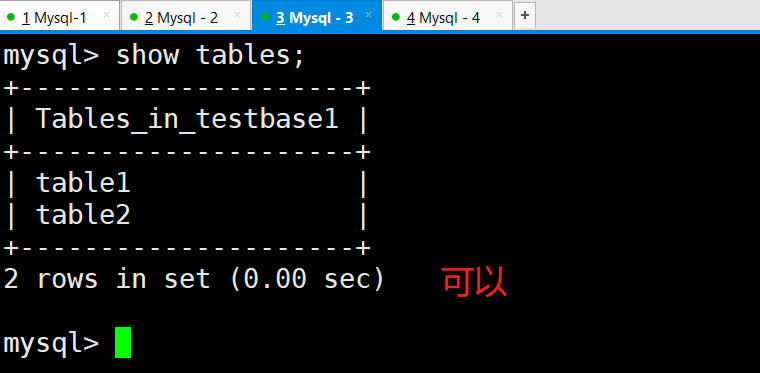 1 Mysql-1 × 2 Mysql - 2 × 3 Mysql - 3 × 4 Mysql - 4 × +
mysql> show tables;
+---------------------+
| Tables_in_testbase1 |
+---------------------+
| table1              |
| table2              |
+---------------------+
2 rows in set (0.00 sec) 可以
mysql>